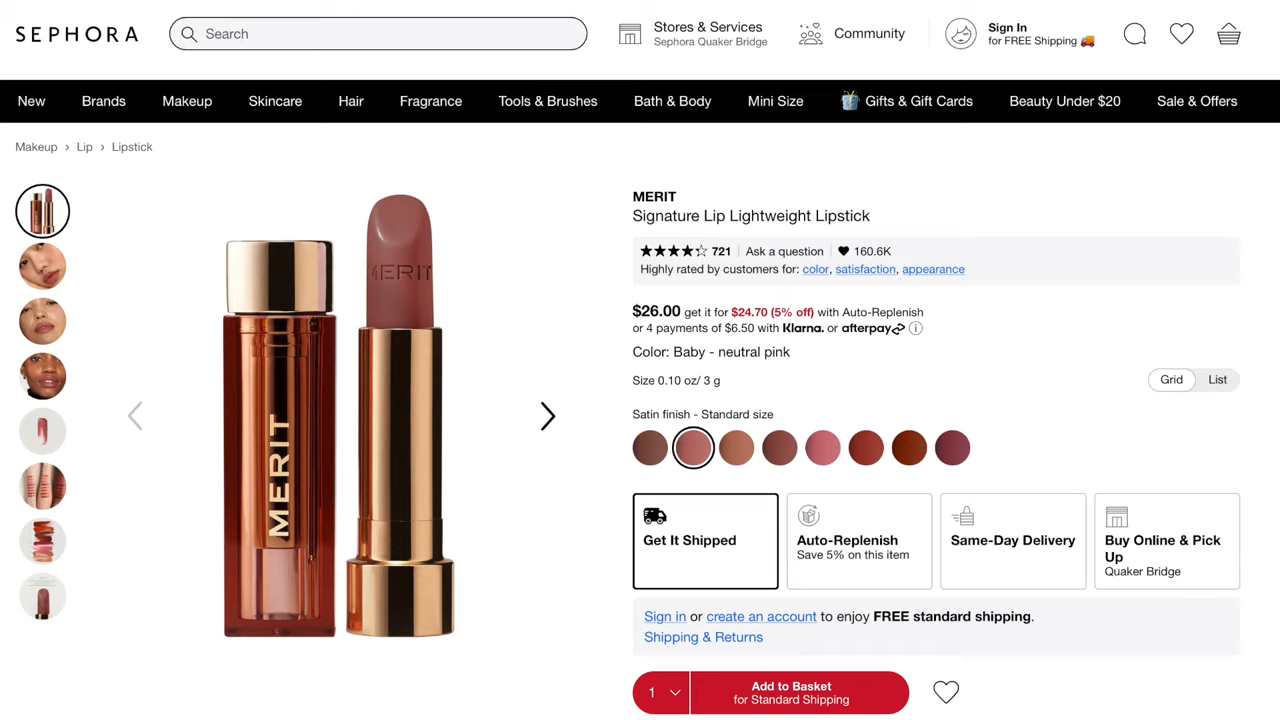 SEPHORA
Search
Stores & Services
Sephora Quaker Bridge
Community
Sign In
for FREE Shipping 🚚
New
Brands
Makeup
Skincare
Hair
Fragrance
Tools & Brushes
Bath & Body
Mini Size
Gifts & Gift Cards
Beauty Under $20
Sale & Offers
Makeup › Lip › Lipstick
MERIT
MERIT
MERIT
Signature Lip Lightweight Lipstick
★★★★☆ 721 | Ask a question | 160.6K
Highly rated by customers for: color, satisfaction, appearance
$26.00 get it for $24.70 (5% off) with Auto-Replenish
or 4 payments of $6.50 with Klarna. or afterpay
Color: Baby - neutral pink
Size 0.10 oz/ 3 g
Grid
List
Satin finish - Standard size
Get It Shipped
Auto-Replenish
Save 5% on this item
Same-Day Delivery
Buy Online & Pick
Up
Quaker Bridge
Sign in or create an account to enjoy FREE standard shipping.
Shipping & Returns
1
Add to Basket
for Standard Shipping